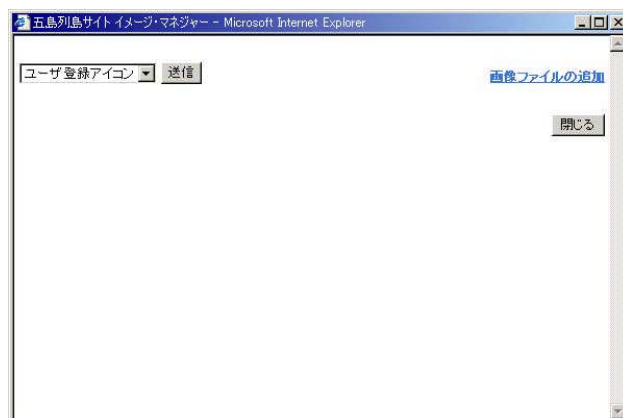 五島列島サイト イメージ・マネジャー - Microsoft Internet Explorer
ユーザ登録アイコン 送信 画像ファイルの追加
閉じる